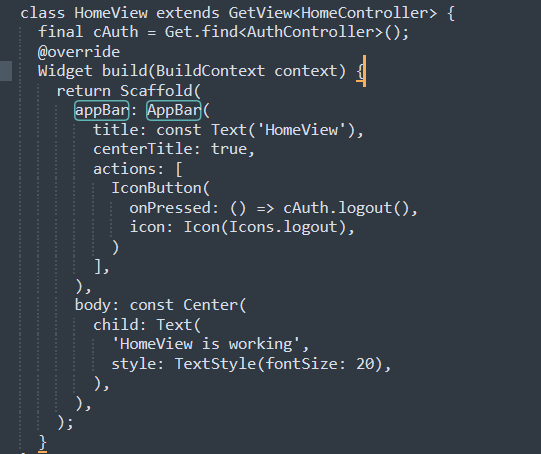 class HomeView extends GetView<HomeController> {
  final cAuth = Get.find<AuthController>();
  @override
  Widget build(BuildContext context) {
    return Scaffold(
      appBar: AppBar(
        title: const Text('HomeView'),
        centerTitle: true,
        actions: [
          IconButton(
            onPressed: () => cAuth.logout(),
            icon: Icon(Icons.logout),
          )
        ],
      ),
      body: const Center(
        child: Text(
          'HomeView is working',
          style: TextStyle(fontSize: 20),
        ),
      ),
    );
  }